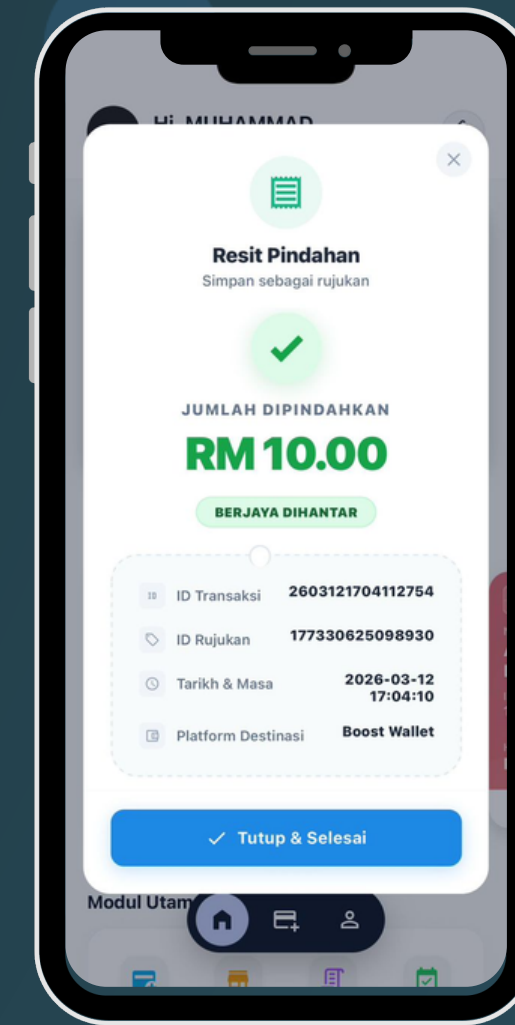 Hi, MUHAMMAD
Resit Pindahan
Simpan sebagai rujukan
JUMLAH DIPINDAHKAN
RM 10.00
BERJAYA DIHANTAR
ID Transaksi 2603121704112754
ID Rujukan 177330625098930
Tarikh & Masa 2026-03-12
17:04:10
Platform Destinasi Boost Wallet
Tutup & Selesai
Modul Utam